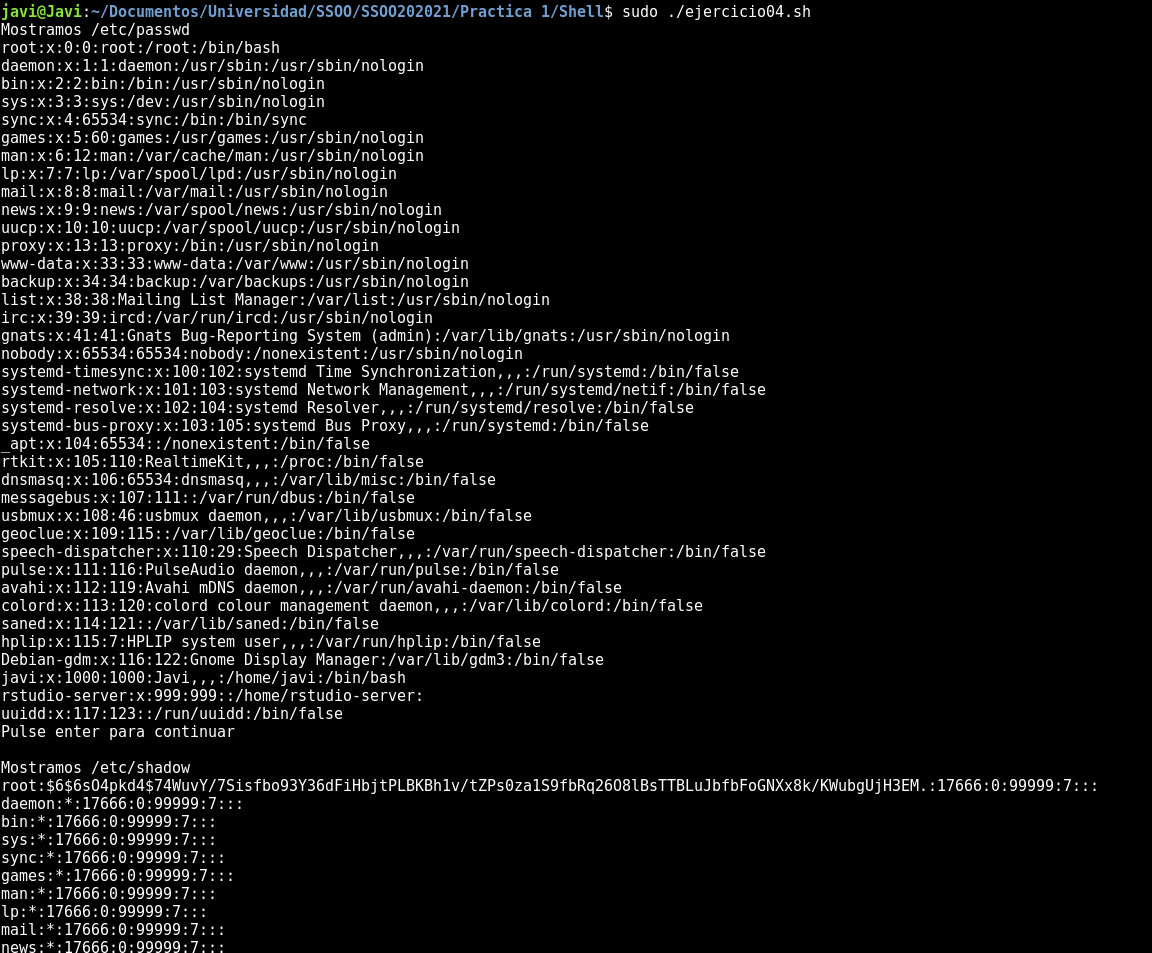 javi@Javi:~/Documentos/Universidad/SSOO/SSOO202021/Practica 1/Shell$ sudo ./ejercicio04.sh
Mostramos /etc/passwd
root:x:0:0:root:/root:/bin/bash
daemon:x:1:1:daemon:/usr/sbin:/usr/sbin/nologin
bin:x:2:2:bin:/bin:/usr/sbin/nologin
sys:x:3:3:sys:/dev:/usr/sbin/nologin
sync:x:4:65534:sync:/bin:/bin/sync
games:x:5:60:games:/usr/games:/usr/sbin/nologin
man:x:6:12:man:/var/cache/man:/usr/sbin/nologin
lp:x:7:7:lp:/var/spool/lpd:/usr/sbin/nologin
mail:x:8:8:mail:/var/mail:/usr/sbin/nologin
news:x:9:9:news:/var/spool/news:/usr/sbin/nologin
uucp:x:10:10:uucp:/var/spool/uucp:/usr/sbin/nologin
proxy:x:13:13:proxy:/bin:/usr/sbin/nologin
www-data:x:33:33:www-data:/var/www:/usr/sbin/nologin
backup:x:34:34:backup:/var/backups:/usr/sbin/nologin
list:x:38:38:Mailing List Manager:/var/list:/usr/sbin/nologin
irc:x:39:39:ircd:/var/run/ircd:/usr/sbin/nologin
gnats:x:41:41:Gnats Bug-Reporting System (admin):/var/lib/gnats:/usr/sbin/nologin
nobody:x:65534:65534:nobody:/nonexistent:/usr/sbin/nologin
systemd-timesync:x:100:102:systemd Time Synchronization,,,:/run/systemd:/bin/false
systemd-network:x:101:103:systemd Network Management,,,:/run/systemd/netif:/bin/false
systemd-resolve:x:102:104:systemd Resolver,,,:/run/systemd/resolve:/bin/false
systemd-bus-proxy:x:103:105:systemd Bus Proxy,,,:/run/systemd:/bin/false
_apt:x:104:65534::/nonexistent:/bin/false
rtkit:x:105:110:RealtimeKit,,,:/proc:/bin/false
dnsmasq:x:106:65534:dnsmasq,,,:/var/lib/misc:/bin/false
messagebus:x:107:111::/var/run/dbus:/bin/false
usbmux:x:108:46:usbmux daemon,,,:/var/lib/usbmux:/bin/false
geoclue:x:109:115::/var/lib/geoclue:/bin/false
speech-dispatcher:x:110:29:Speech Dispatcher,,,:/var/run/speech-dispatcher:/bin/false
pulse:x:111:116:PulseAudio daemon,,,:/var/run/pulse:/bin/false
avahi:x:112:119:Avahi mDNS daemon,,,:/var/run/avahi-daemon:/bin/false
colord:x:113:120:colord colour management daemon,,,:/var/lib/colord:/bin/false
saned:x:114:121::/var/lib/saned:/bin/false
hplip:x:115:7:HPLIP system user,,,:/var/run/hplip:/bin/false
Debian-gdm:x:116:122:Gnome Display Manager:/var/lib/gdm3:/bin/false
javi:x:1000:1000:Javi,,,:/home/javi:/bin/bash
rstudio-server:x:999:999::/home/rstudio-server:
uuidd:x:117:123::/run/uuidd:/bin/false
Pulse enter para continuar
Mostramos /etc/shadow
root:$6$6sO4pkd4$74WuvY/7Sisfbo93Y36dFiHbjtPLBKBh1v/tZPs0za1S9fbRq26O8lBsTTBLuJbfbFoGNXx8k/KWubgUjH3EM.:17666:0:99999:7:::
daemon:*:17666:0:99999:7:::
bin:*:17666:0:99999:7:::
sys:*:17666:0:99999:7:::
sync:*:17666:0:99999:7:::
games:*:17666:0:99999:7:::
man:*:17666:0:99999:7:::
lp:*:17666:0:99999:7:::
mail:*:17666:0:99999:7:::
news:*:17666:0:99999:7:::